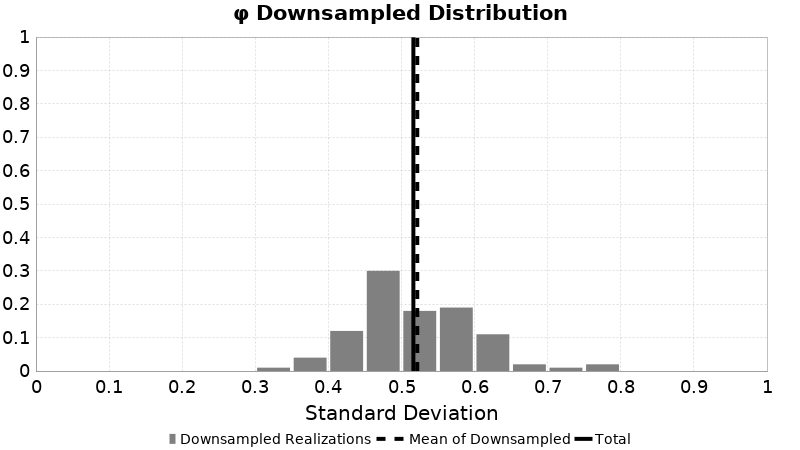 φ Downsampled Distribution
1
0.9
0.8
0.7
0.6
0.5
0.4
0.3
0.2
0.1
0
0 0.1 0.2 0.3 0.4 0.5 0.6 0.7 0.8 0.9 1
Standard Deviation
Downsampled Realizations Mean of Downsampled Total